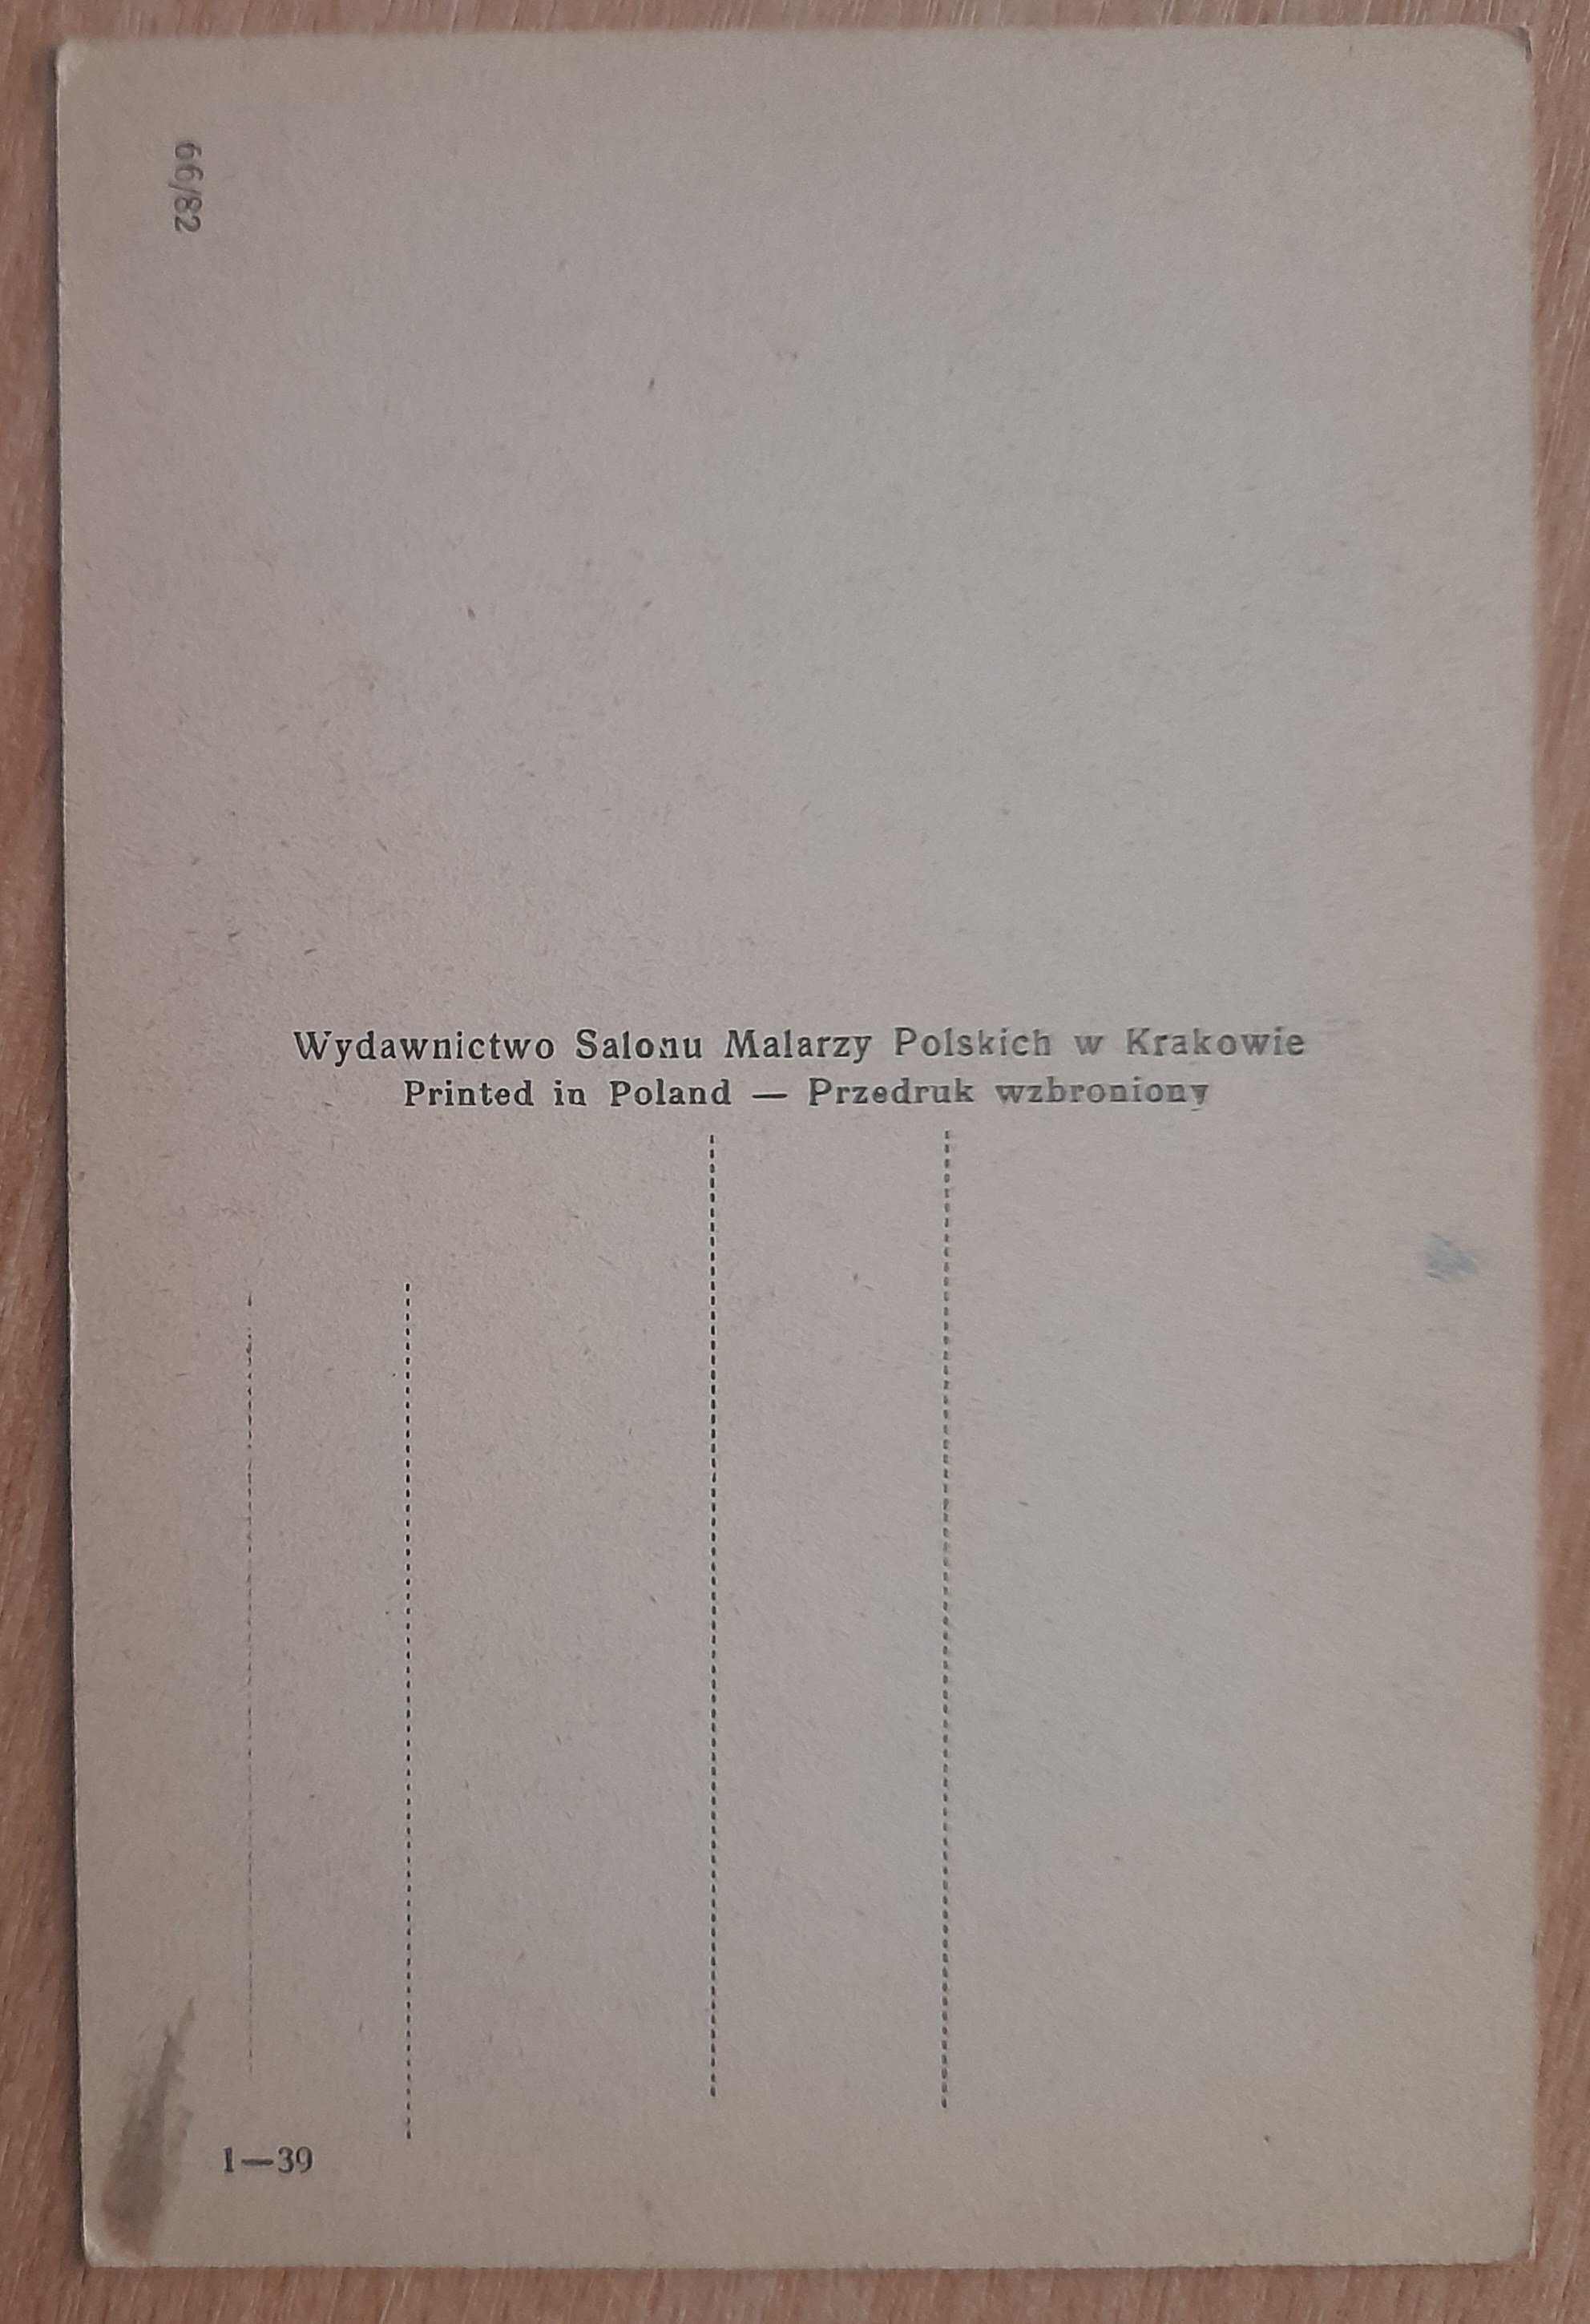 66/82
Wydawnictwo Salonu Malarzy Polskich w Krakowie
Printed in Poland — Przedruk wzbroniony
1—39